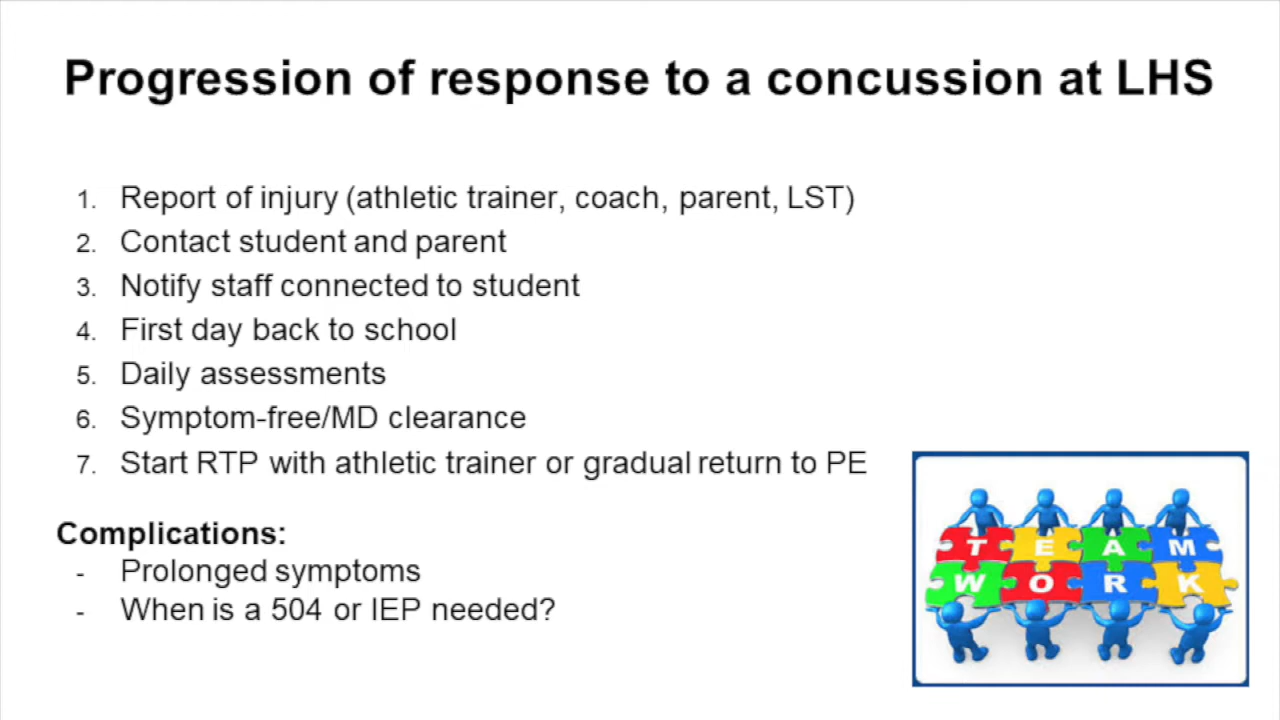 Progression of response to a concussion at LHS
1. Report of injury (athletic trainer, coach, parent, LST)
2. Contact student and parent
3. Notify staff connected to student
4. First day back to school
5. Daily assessments
6. Symptom-free/MD clearance
7. Start RTP with athletic trainer or gradual return to PE
Complications:
- Prolonged symptoms
- When is a 504 or IEP needed?
TEAM
WORK